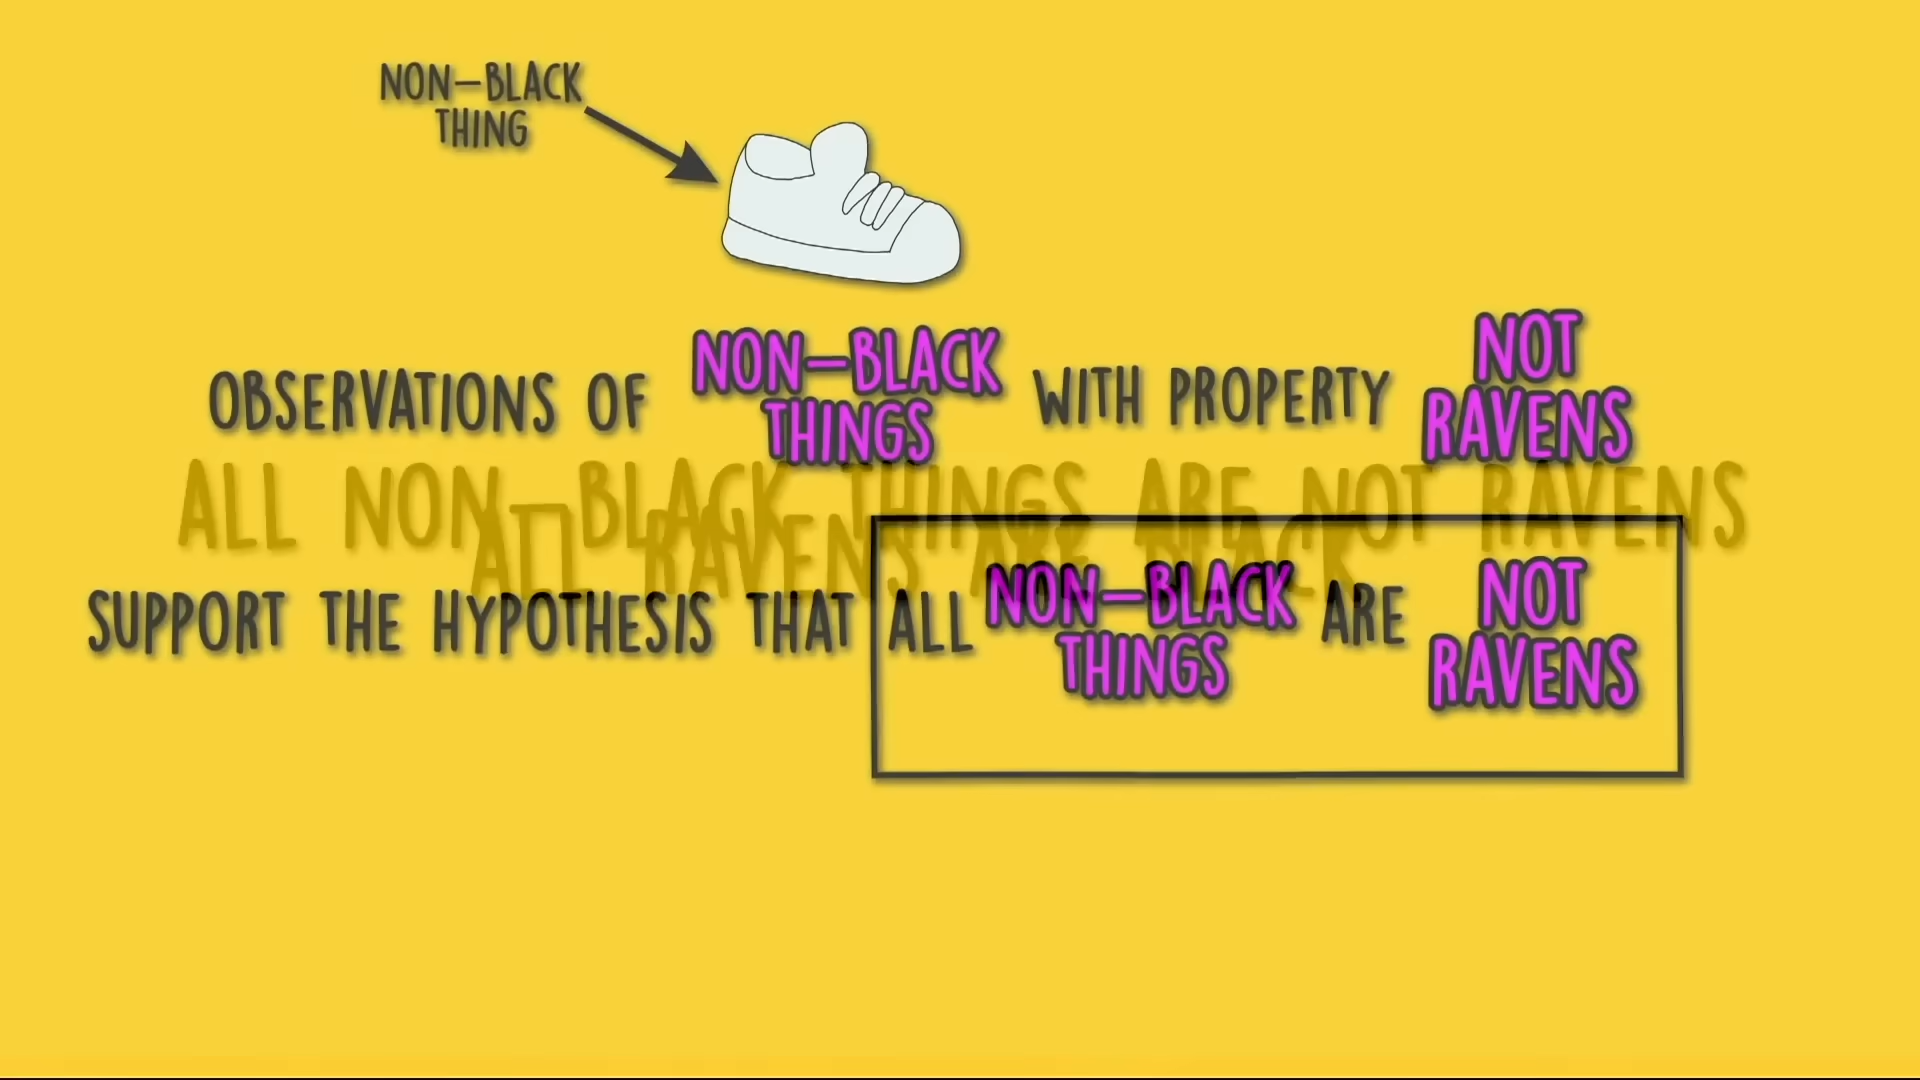 NON-BLACK
THING
OBSERVATIONS OF NON-BLACK THINGS WITH PROPERTY NOT RAVENS
ALL NON-BLACK THINGS ARE NOT RAVENS
ALL RAVENS ARE BLACK
SUPPORT THE HYPOTHESIS THAT ALL NON-BLACK THINGS ARE NOT RAVENS